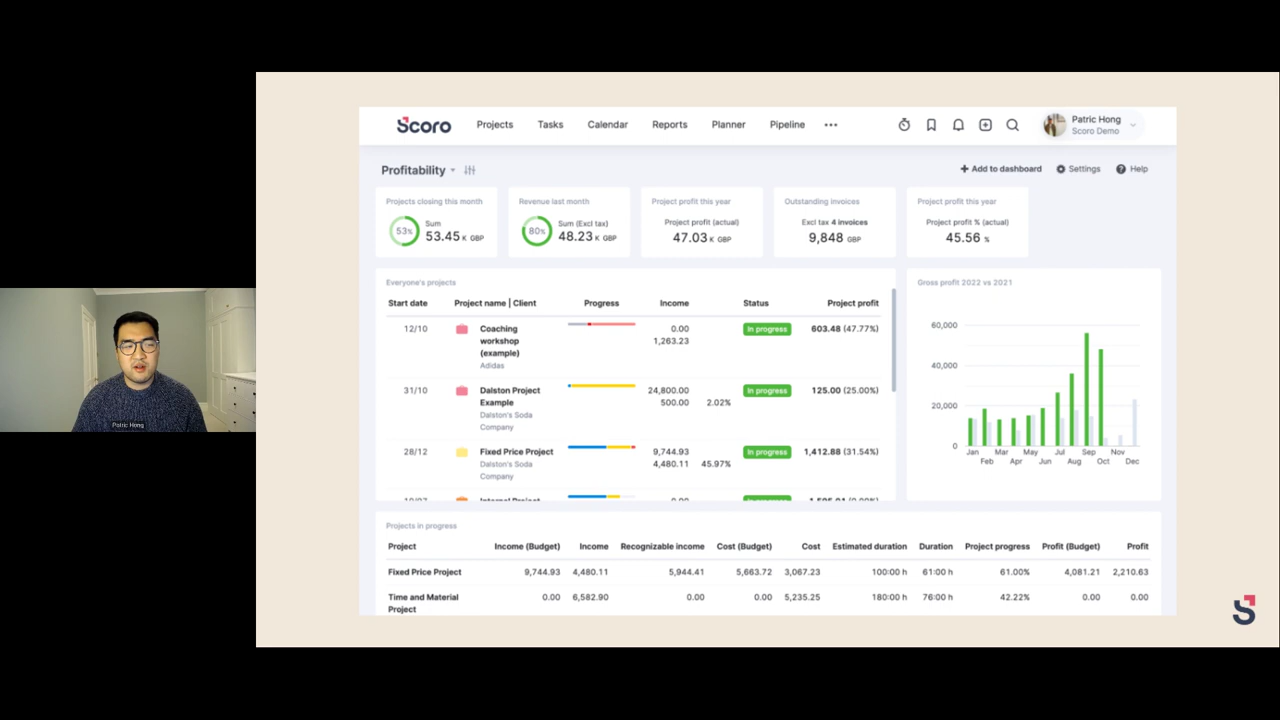 Scoro Projects Tasks Calendar Reports Planner Pipeline ••• Patric Hong
Scoro Demo
Profitability + Add to dashboard Settings ? Help
Projects closing this month
53%
Sum
53.45 K GBP
Revenue last month
80%
Sum (Excl tax)
48.23 K GBP
Project profit this year
Project profit (actual)
47.03 K GBP
Outstanding invoices
Excl tax 4 invoices
9,848 GBP
Project profit this year
Project profit % (actual)
45.56 %
Everyone's projects
Start date Project name | Client Progress Income Status Project profit
12/10 Coaching 0.00 In progress 603.48 (47.77%)
workshop 1,263.23
(example)
Adidas
31/10 Dalston Project 24,800.00 In progress 125.00 (25.00%)
Example 500.00 2.02%
Dalston's Soda
Company
28/12 Fixed Price Project 9,744.93 In progress 1,412.88 (31.54%)
Dalston's Soda 4,480.11 45.97%
Company
Internal Project 0.00 In progress
Gross profit 2022 vs 2021
60,000
40,000
20,000
0
Jan Mar May Jul Sep Nov
Feb Apr Jun Aug Oct Dec
Projects in progress
Project Income (Budget) Income Recognizable income Cost (Budget) Cost Estimated duration Duration Project progress Profit (Budget) Profit
Fixed Price Project 9,744.93 4,480.11 5,944.41 5,663.72 3,067.23 100:00 h 61:00 h 61.00% 4,081.21 2,210.63
Time and Material 0.00 6,582.90 0.00 0.00 5,235.25 180:00 h 76:00 h 42.22% 0.00 0.00
Project
Patric Hong